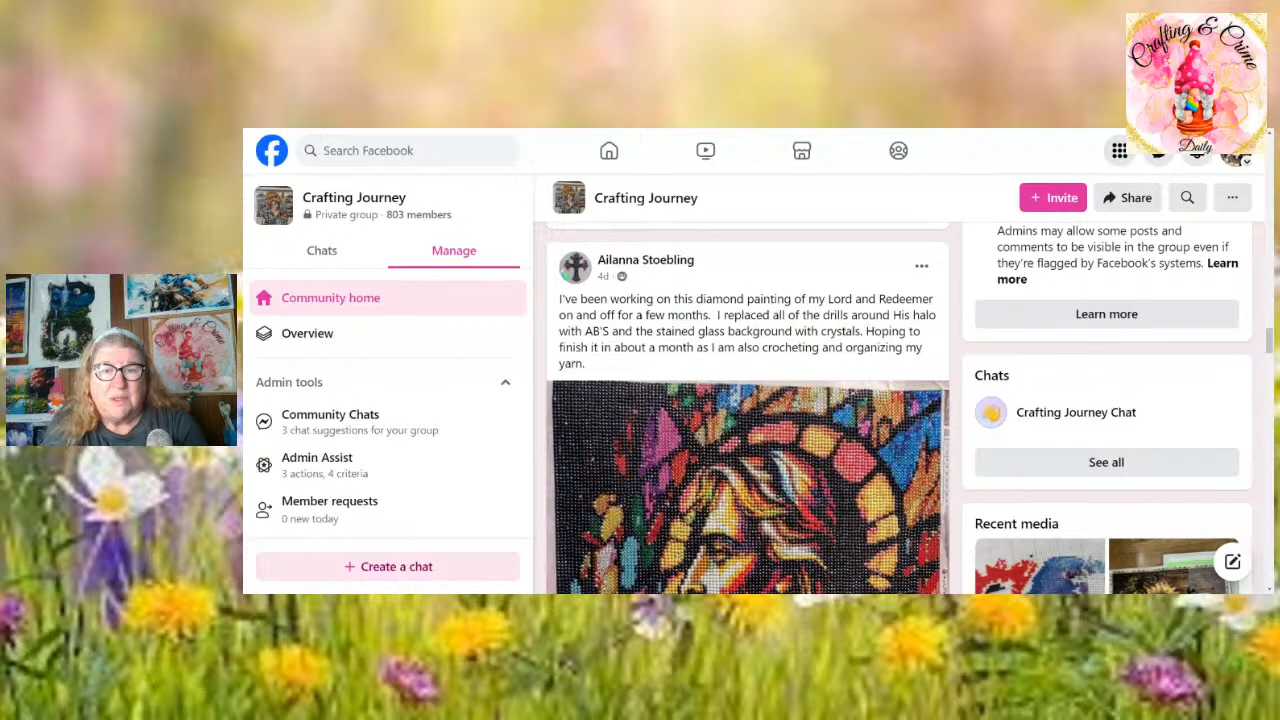 Crafting & Crime
Daily
Search Facebook
Crafting Journey
Private group · 803 members
Chats
Manage
Community home
Overview
Admin tools
Community Chats
3 chat suggestions for your group
Admin Assist
3 actions, 4 criteria
Member requests
0 new today
+ Create a chat
Crafting Journey
+ Invite
Share
Ailanna Stoebling
4d ·
I've been working on this diamond painting of my Lord and Redeemer
on and off for a few months. I replaced all of the drills around His halo
with AB'S and the stained glass background with crystals. Hoping to
finish it in about a month as I am also crocheting and organizing my
yarn.
Admins may allow some posts and
comments to be visible in the group even if
they're flagged by Facebook's systems. Learn
more
Learn more
Chats
Crafting Journey Chat
See all
Recent media